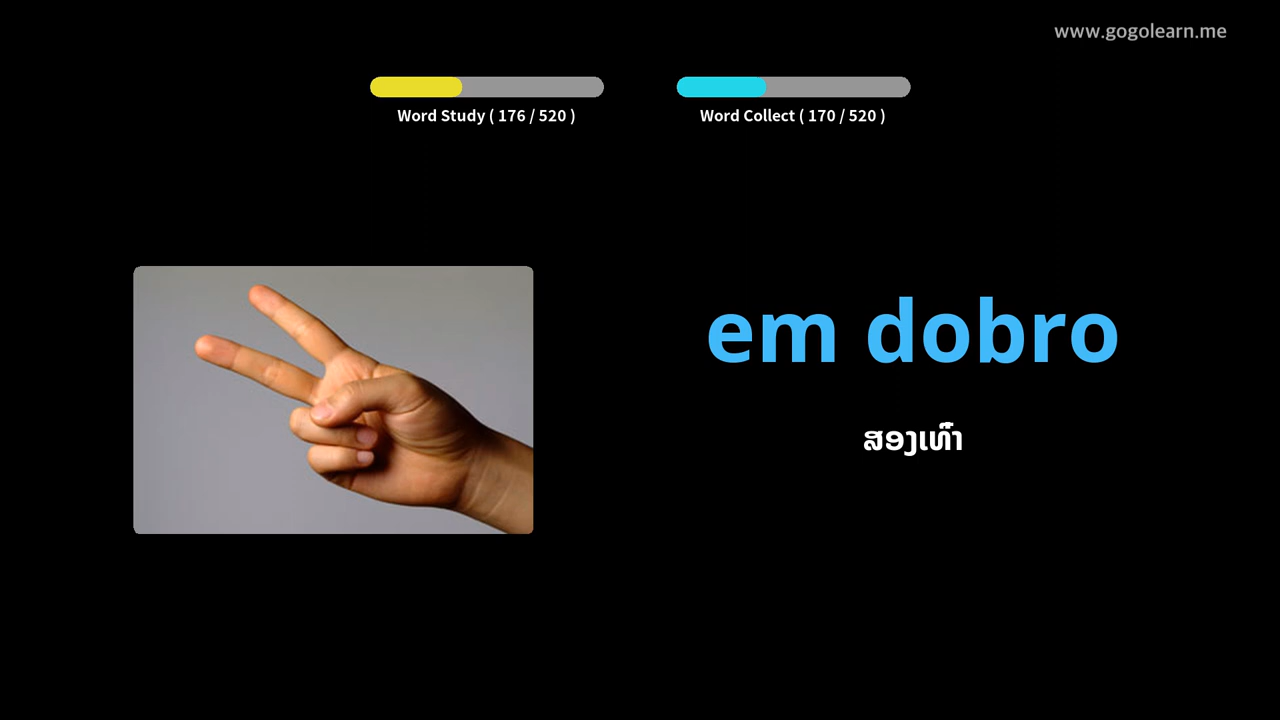 www.gogolearn.me
Word Study ( 176 / 520 )
Word Collect ( 170 / 520 )
em dobro
ສອງເທົ່າ